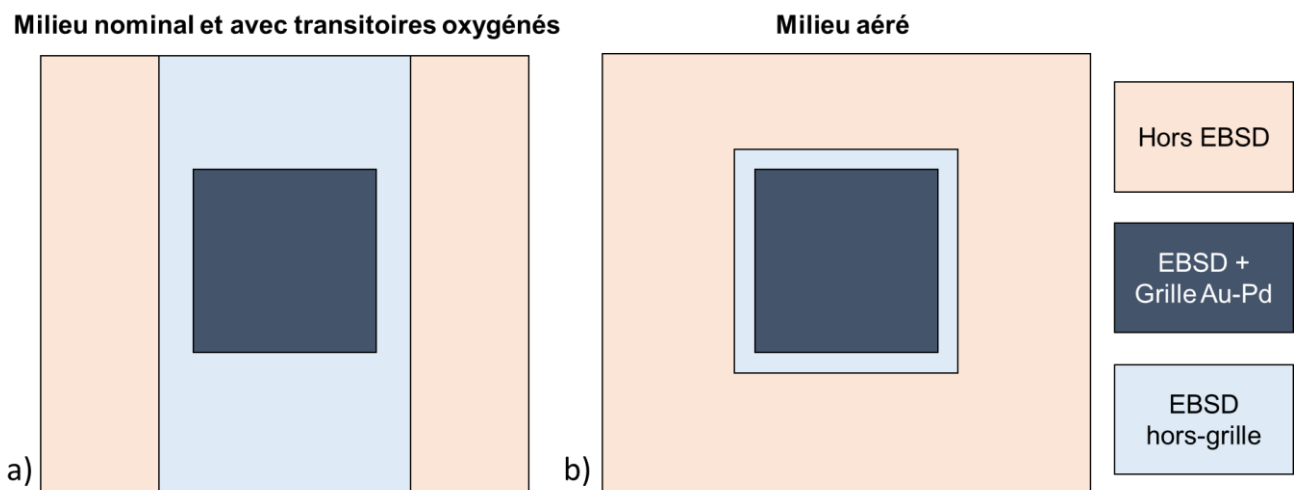 Milieu nominal et avec transitoires oxygénés
Milieu aéré
Hors EBSD
EBSD +
Grille Au-Pd
EBSD
hors-grille
a)
b)